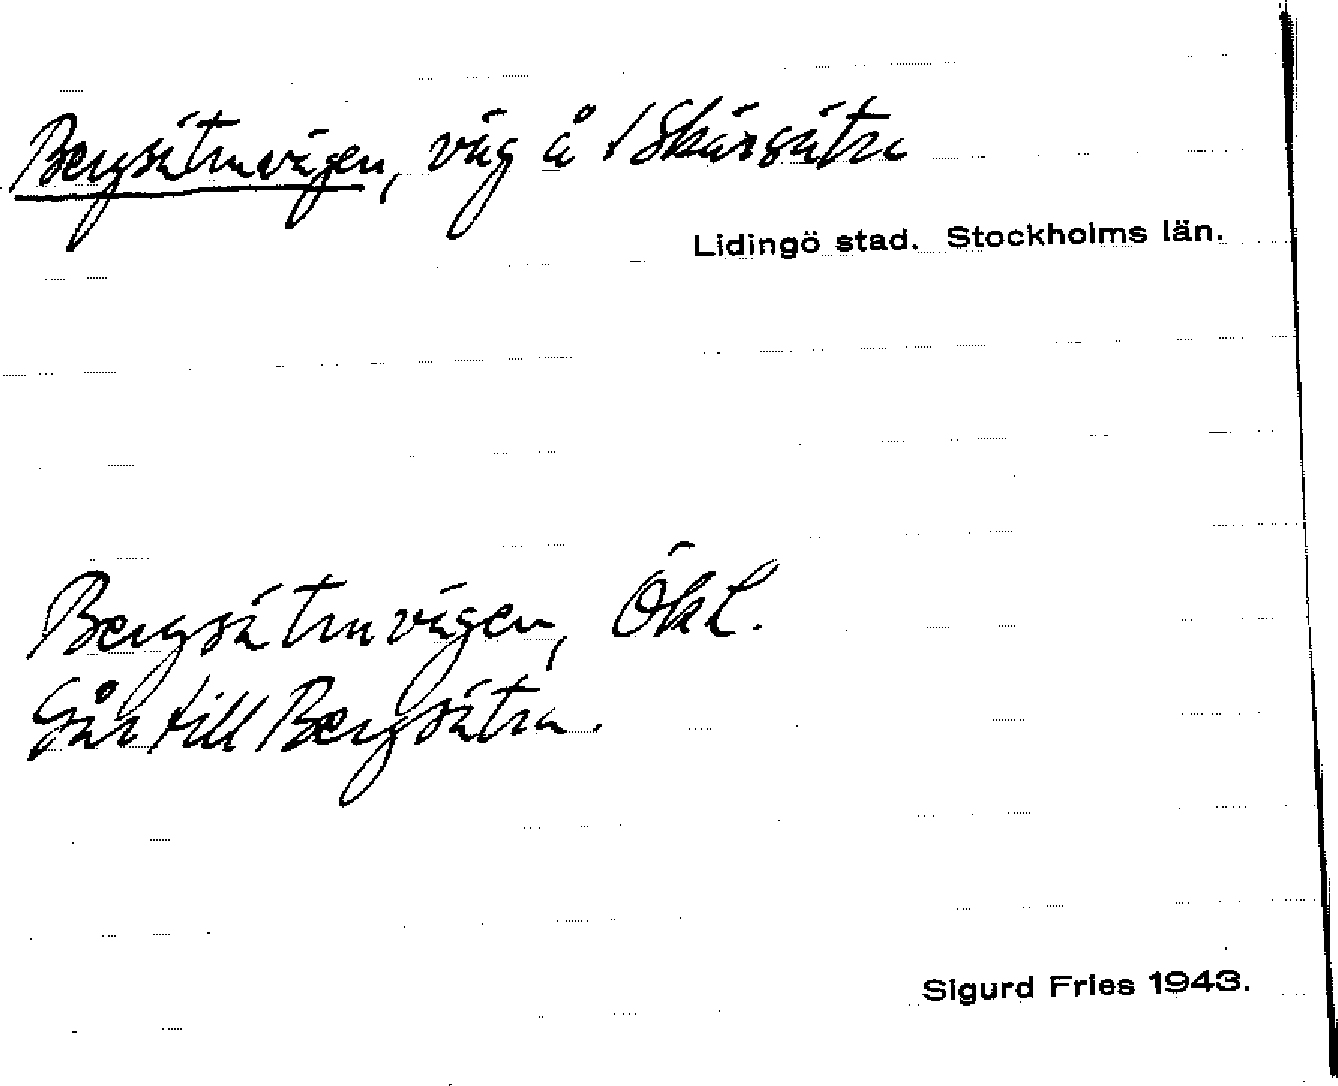 Bergsätravägen, väg å / Skärsätra
Lidingö stad. Stockholms län.
Bergsätravägen, ÖkL.
Går till Bergsätra.
Sigurd Fries 1943.